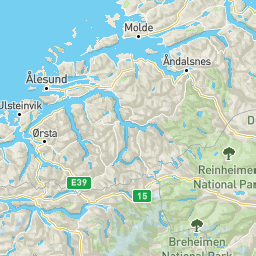 Molde
Åndalsnes
Ålesund
Ulsteinvik
Ørsta
D
Reinheimen
National Par
E39
15
Breheimen
National Park